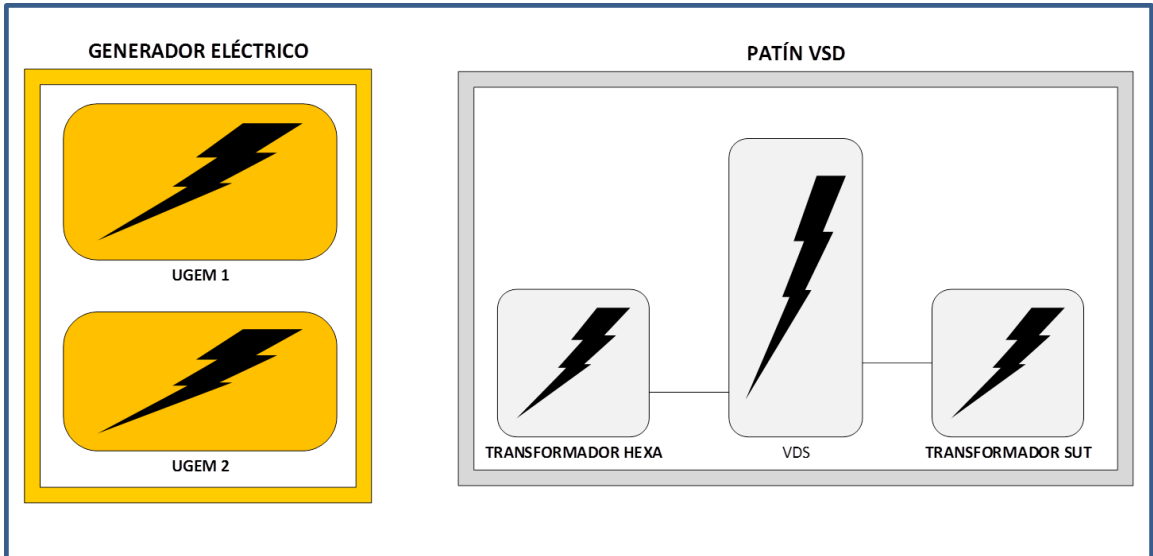 GENERADOR ELÉCTRICO
PATÍN VSD
UGEM 1
UGEM 2
TRANSFORMADOR HEXA
VDS
TRANSFORMADOR SUT